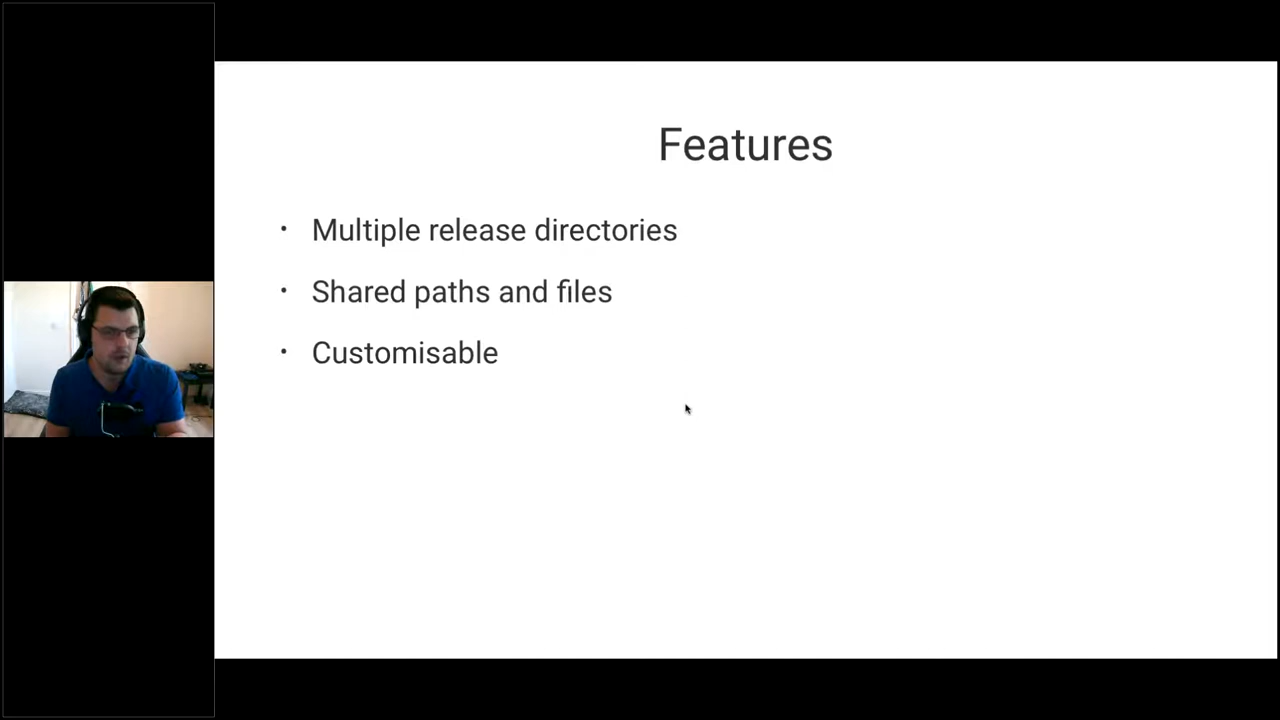 Features
• Multiple release directories
• Shared paths and files
• Customisable